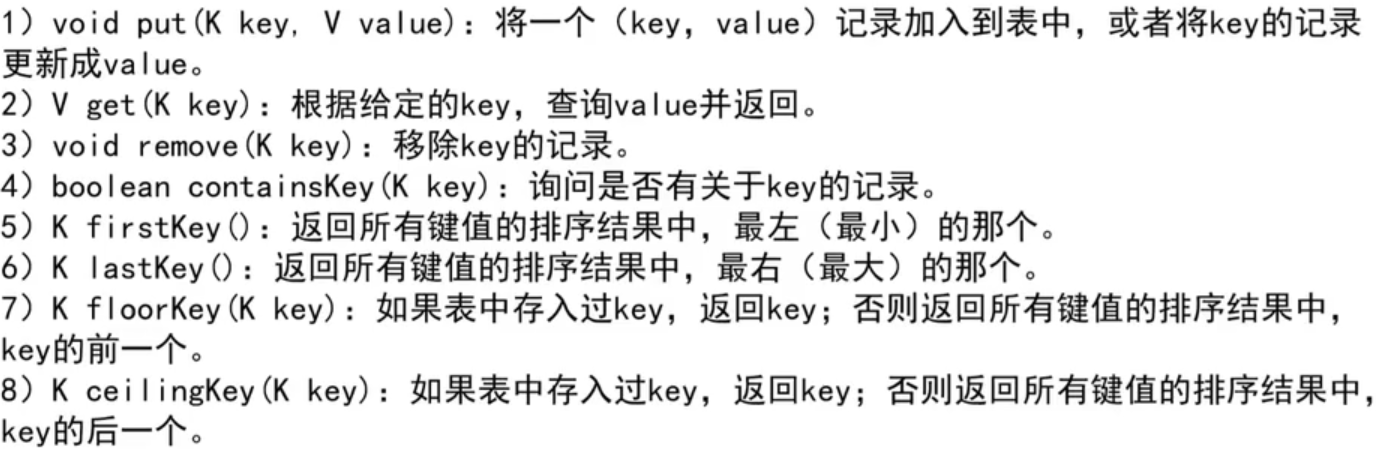 1）void put(K key, V value)：将一个（key，value）记录加入到表中，或者将key的记录
更新成value。
2）V get(K key)：根据给定的key，查询value并返回。
3）void remove(K key)：移除key的记录。
4）boolean containsKey(K key)：询问是否有关于key的记录。
5）K firstKey()：返回所有键值的排序结果中，最左（最小）的那个。
6）K lastKey()：返回所有键值的排序结果中，最右（最大）的那个。
7）K floorKey(K key)：如果表中存入过key，返回key；否则返回所有键值的排序结果中，
key的前一个。
8）K ceilingKey(K key)：如果表中存入过key，返回key；否则返回所有键值的排序结果中，
key的后一个。